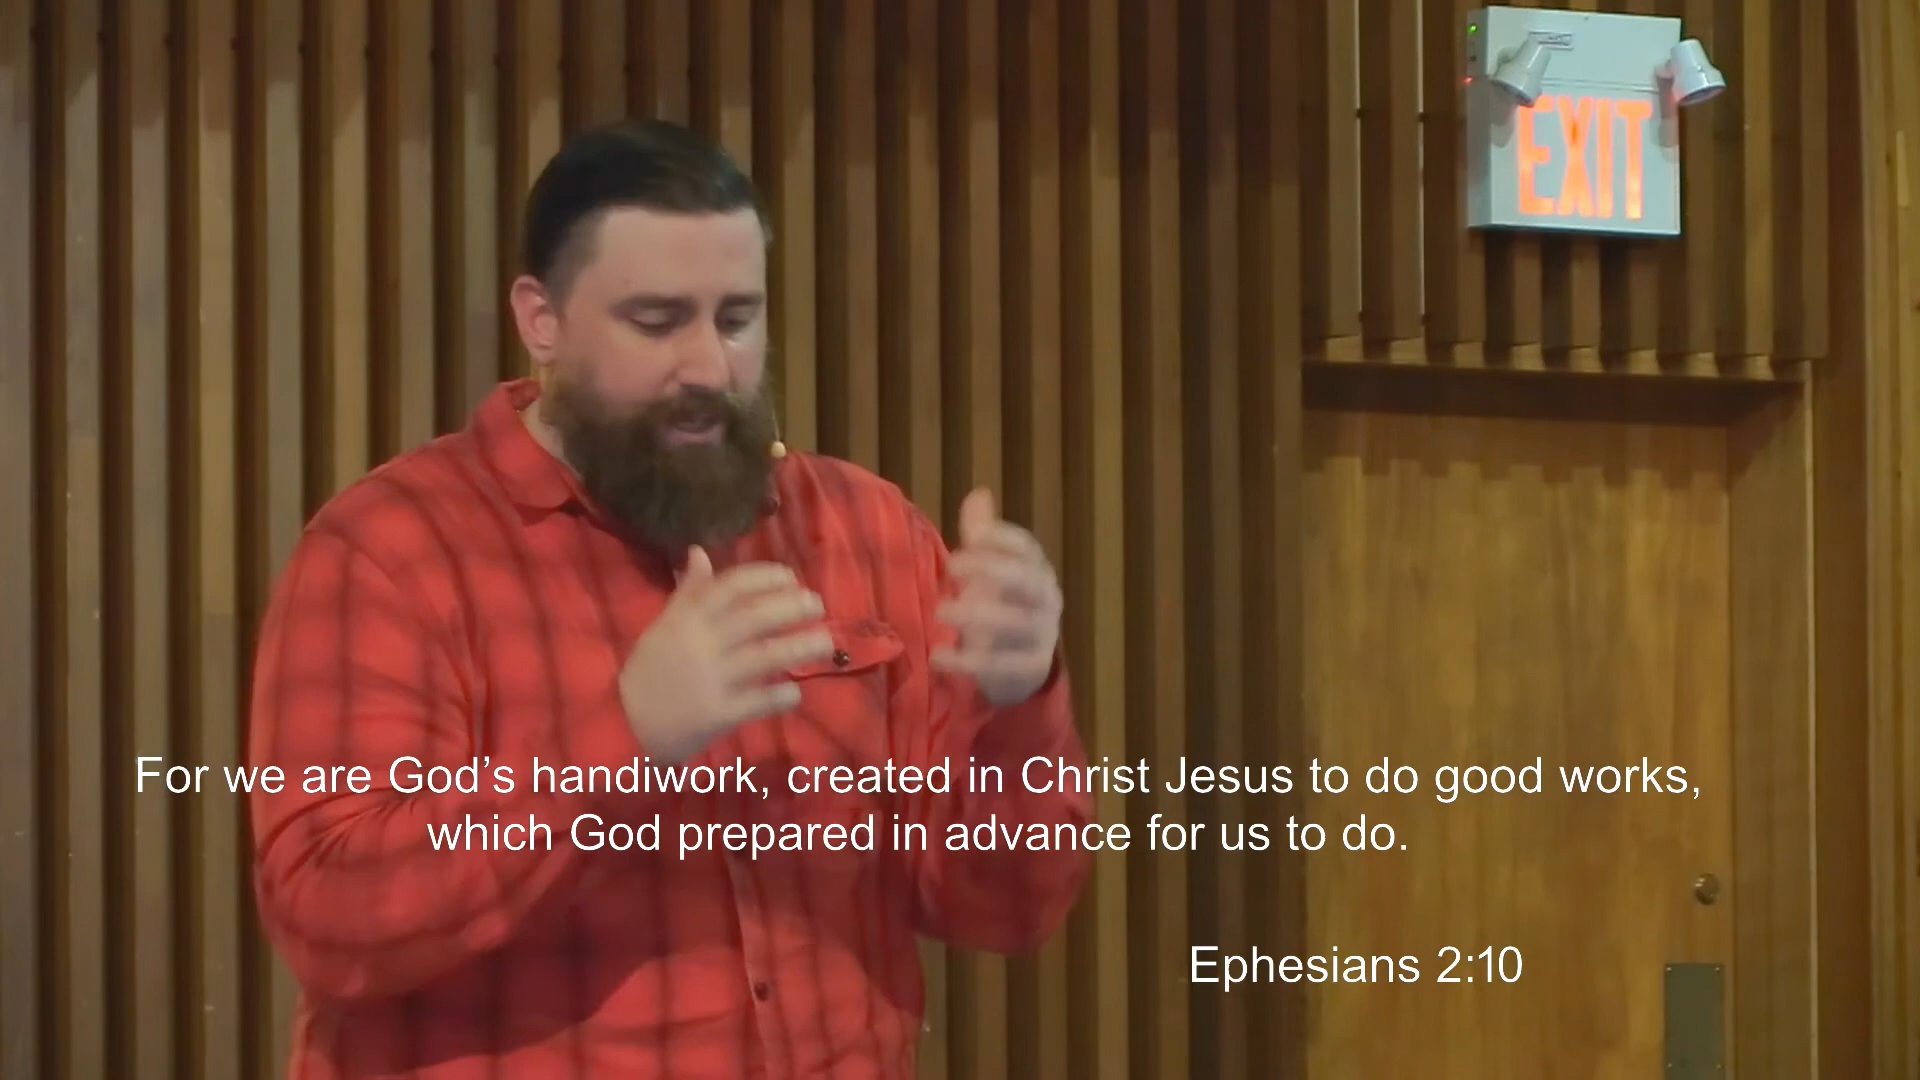 EXIT
For we are God’s handiwork, created in Christ Jesus to do good works,
which God prepared in advance for us to do.
Ephesians 2:10